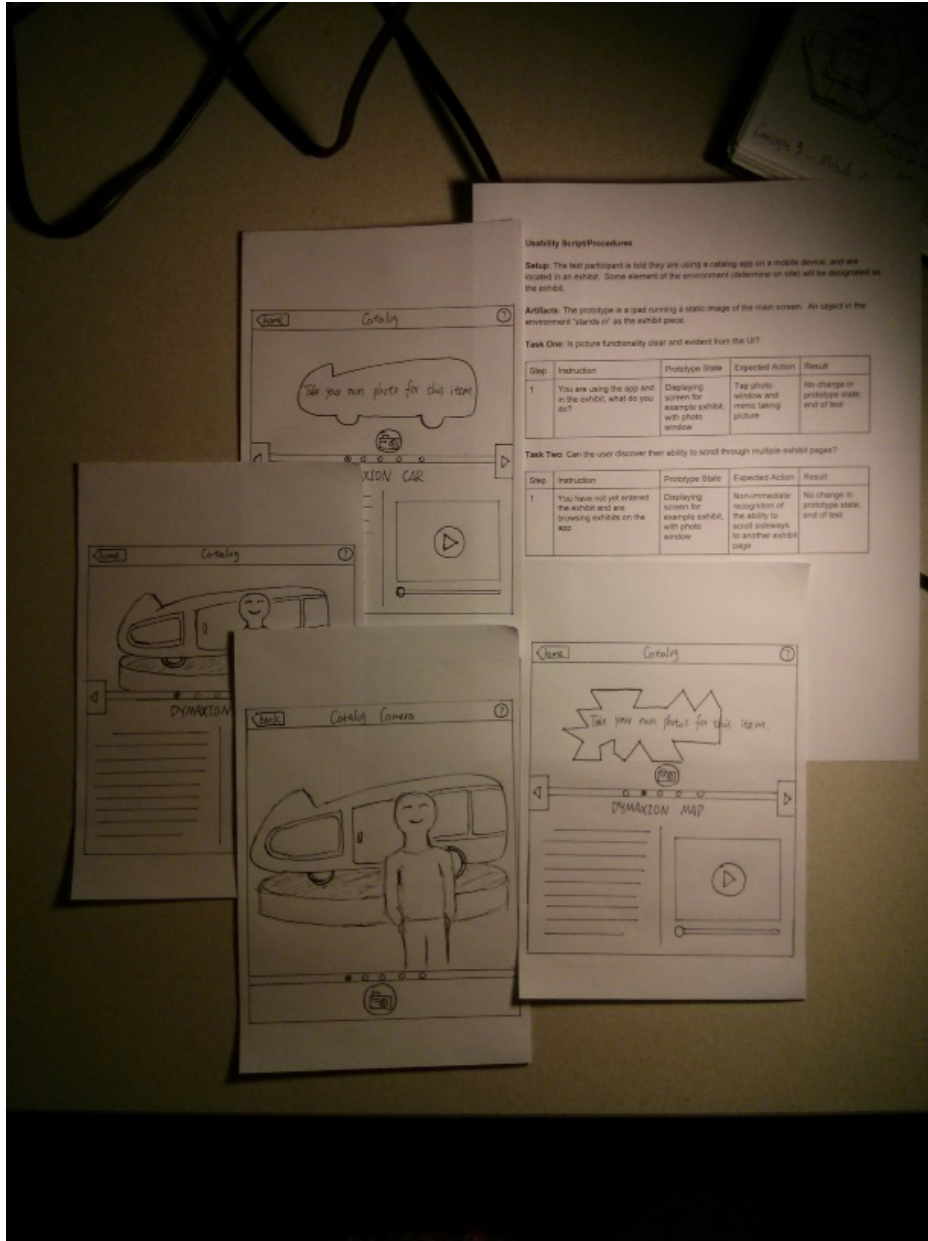 Concept 3 - Mobile
Usability Script/Procedures
Setup: The test participant is told they are using a catalog app on a mobile device, and are
located in an exhibit. Some element of the environment (determine on site) will be designated as
the exhibit.
Artifacts: The prototype is a ipad running a static image of the main screen. An object in the
environment "stands in" as the exhibit piece.
Task One: Is picture functionality clear and evident from the UI?
Step Instruction Prototype State Expected Action Result
1 You are using the app and Displaying Tap photo No change in
in the exhibit, what do you screen for window and prototype state;
do? example exhibit, mimic taking end of test
with photo picture
window
Task Two: Can the user discover their ability to scroll through multiple exhibit pages?
Step Instruction Prototype State Expected Action Result
1 You have not yet entered Displaying Non-immediate No change in
the exhibit and are screen for recognition of prototype state;
browsing exhibits on the example exhibit, the ability to end of test
app with photo scroll sideways
window to another exhibit
page
home Catalog ?
Take your own photo for this item
XION CAR
home Catalog ?
DYMAXION
back Catalog Camera ?
home Catalog ?
Take your own photos for this item.
DYMAXION MAP